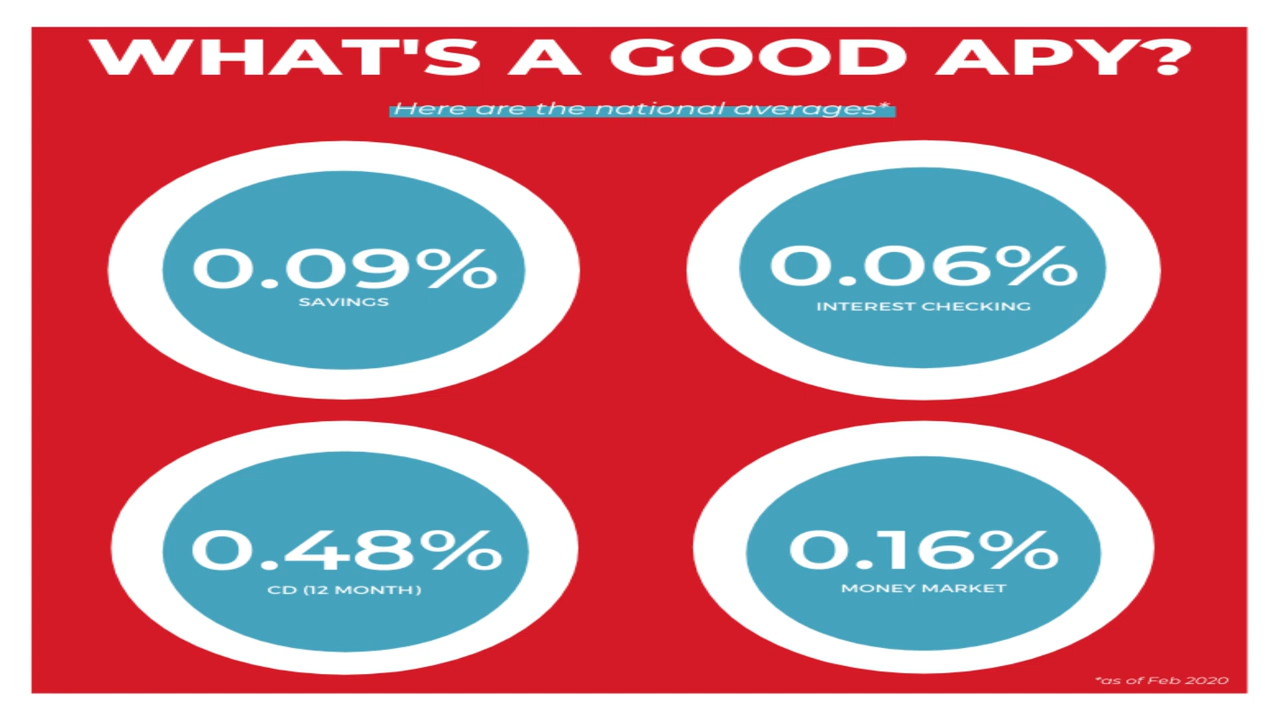 WHAT'S A GOOD APY?
Here are the national averages*
0.09%
SAVINGS
0.06%
INTEREST CHECKING
0.48%
CD (12 MONTH)
0.16%
MONEY MARKET
*as of Feb 2020